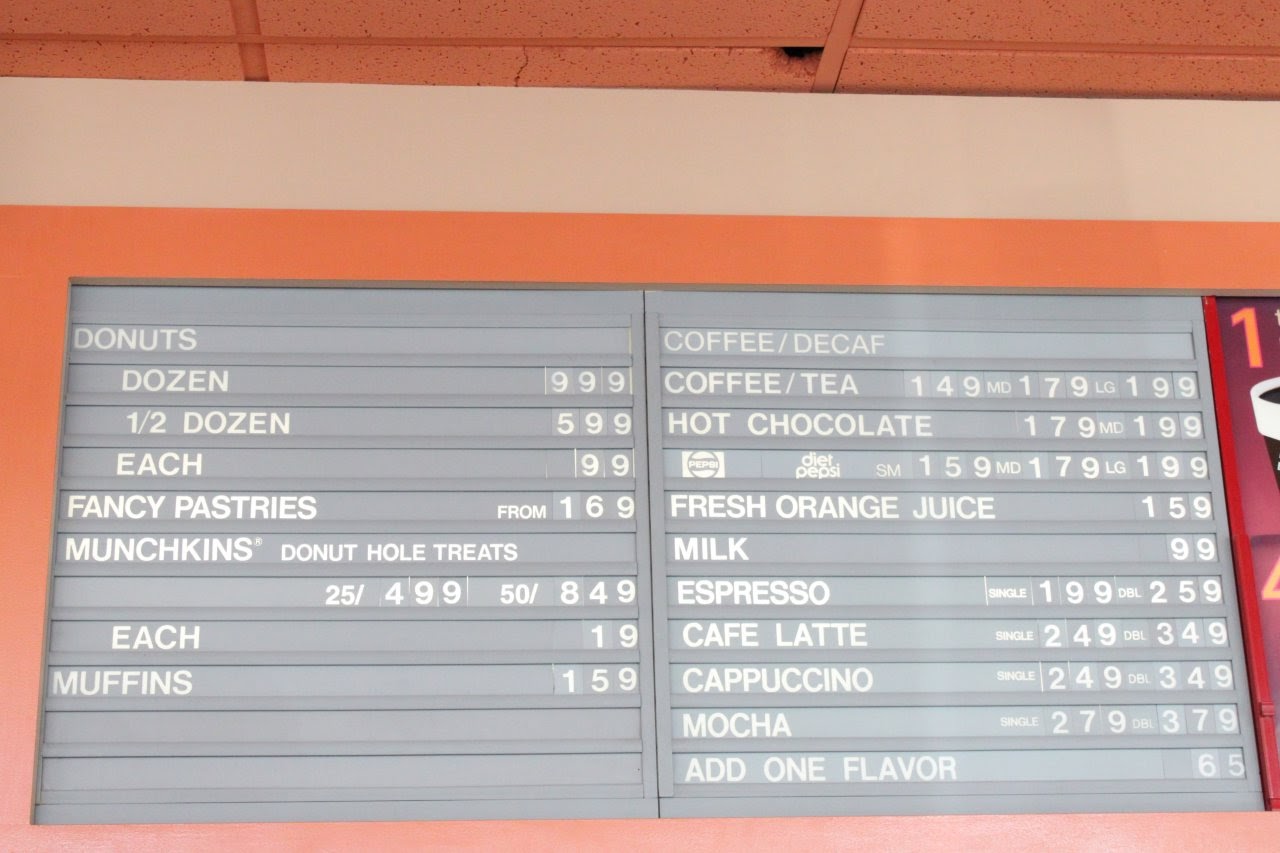 DONUTS
DOZEN 999
1/2 DOZEN 599
EACH 99
FANCY PASTRIES FROM 169
MUNCHKINS® DONUT HOLE TREATS
25/ 499 50/ 849
EACH 19
MUFFINS 159
COFFEE/DECAF
COFFEE/TEA 149 MD 179 LG 199
HOT CHOCOLATE 179 MD 199
PEPSI diet pepsi SM 159 MD 179 LG 199
FRESH ORANGE JUICE 159
MILK 99
ESPRESSO SINGLE 199 DBL 259
CAFE LATTE SINGLE 249 DBL 349
CAPPUCCINO SINGLE 249 DBL 349
MOCHA SINGLE 279 DBL 379
ADD ONE FLAVOR 65
1